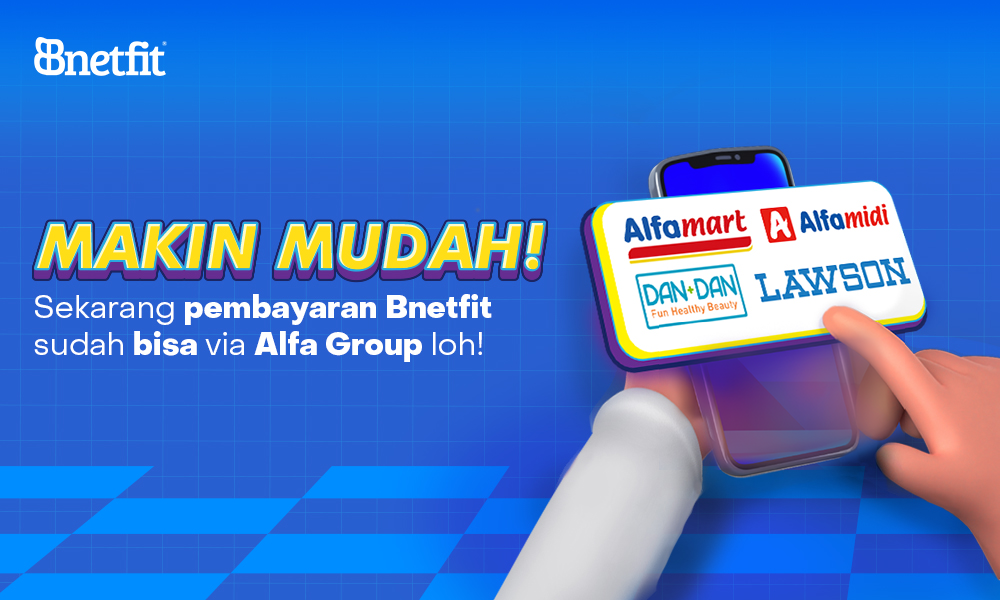 Bnetfit
MAKIN MUDAH!
Sekarang pembayaran Bnetfit
sudah bisa via Alfa Group loh!
Alfamart
A Alfamidi
DAN+DAN
Fun Healthy Beauty
LAWSON